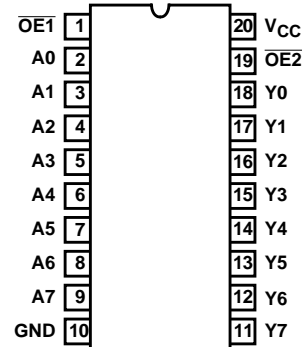 OE1 1 20 VCC
A0 2 19 OE2
A1 3 18 Y0
A2 4 17 Y1
A3 5 16 Y2
A4 6 15 Y3
A5 7 14 Y4
A6 8 13 Y5
A7 9 12 Y6
GND 10 11 Y7